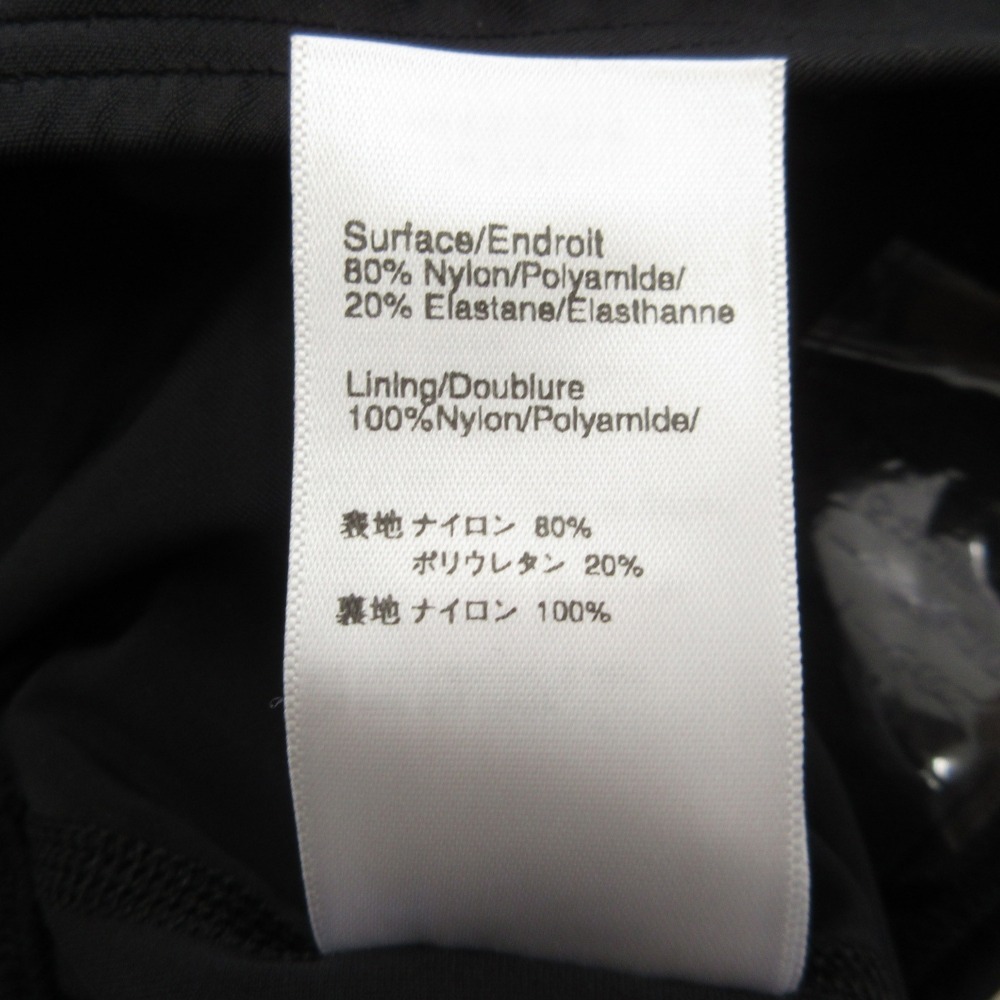 Surface/Endroit
80% Nylon/Polyamide/
20% Elastane/Elasthanne
Lining/Doublure
100%Nylon/Polyamide/
表地 ナイロン 80%
ポリウレタン 20%
裏地 ナイロン 100%